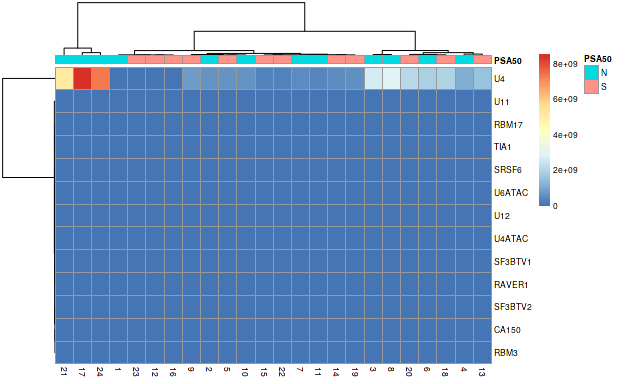 PSA50
U4
U11
RBM17
TIA1
SRSF6
U6ATAC
U12
U4ATAC
SF3BTV1
RAVER1
SF3BTV2
CA150
RBM3
21 17 24 1 23 12 16 9 2 5 10 15 22 7 11 14 19 3 8 20 6 18 4 13
8e+09
6e+09
4e+09
2e+09
0
PSA50
N
S